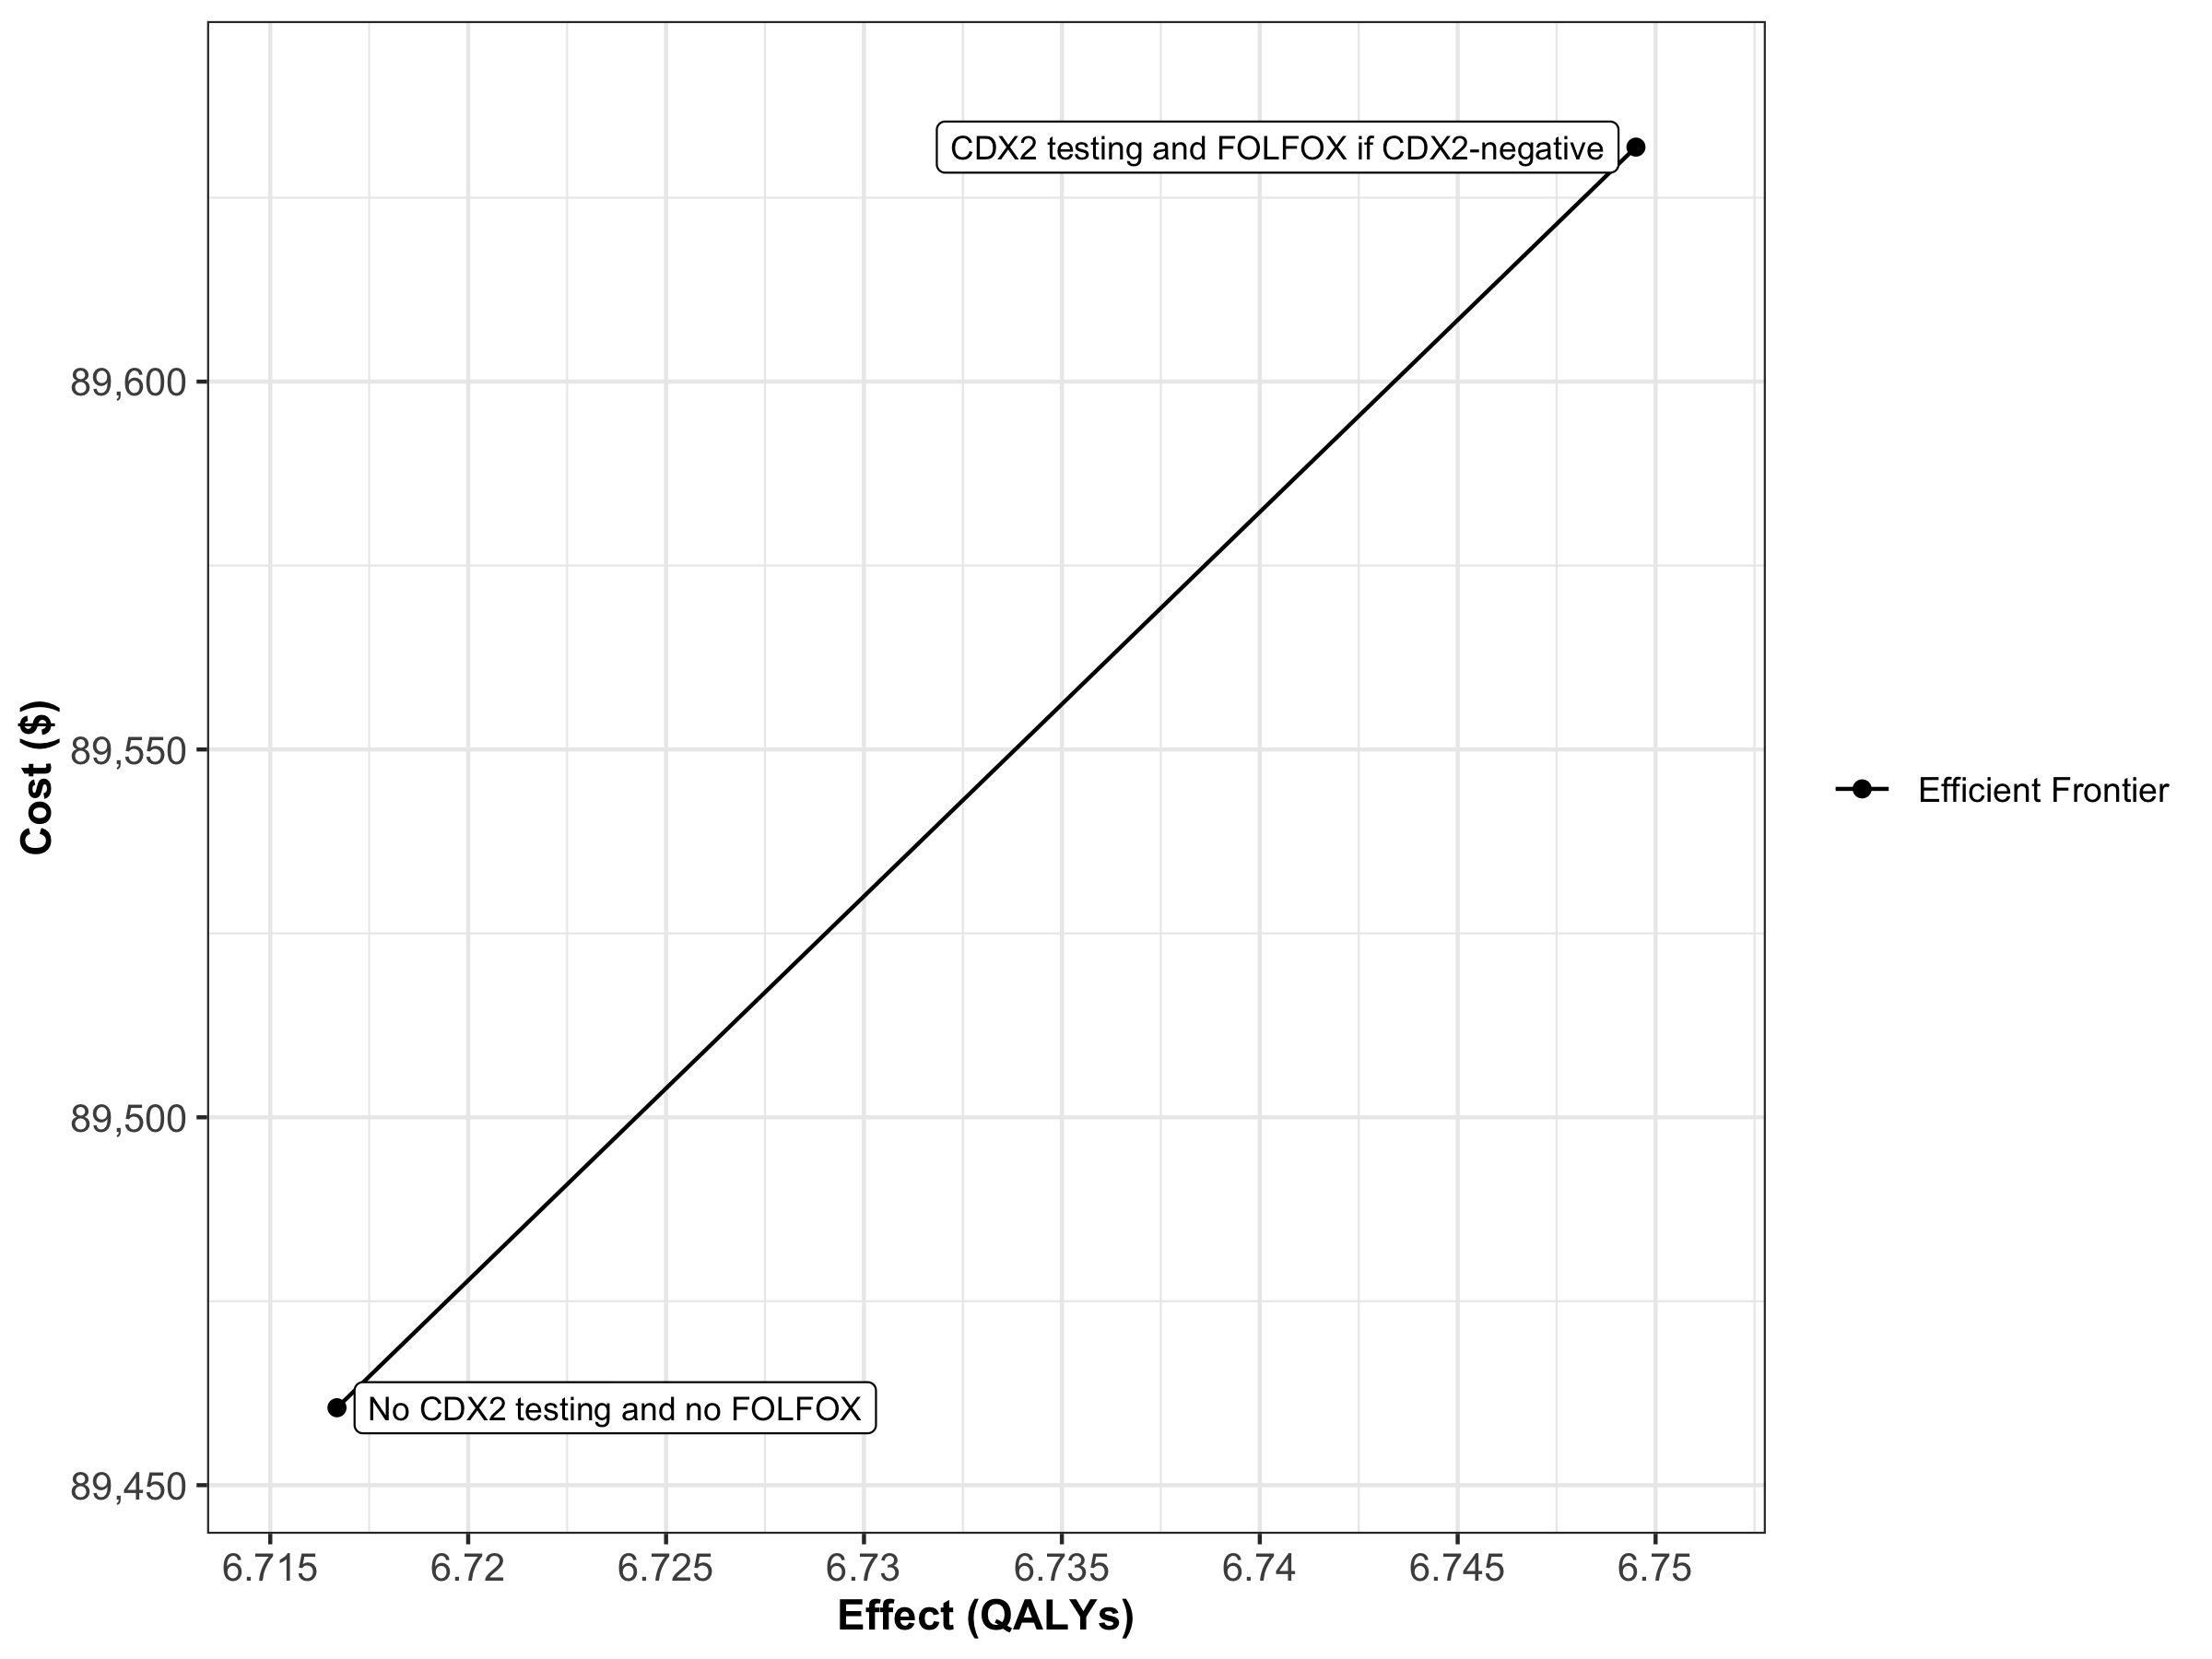 CDX2 testing and FOLFOX if CDX2-negative
89,600
89,550
Cost ($)
Efficient Frontier
89,500
No CDX2 testing and no FOLFOX
89,450
6.715 6.72 6.725 6.73 6.735 6.74 6.745 6.75
Effect (QALYs)